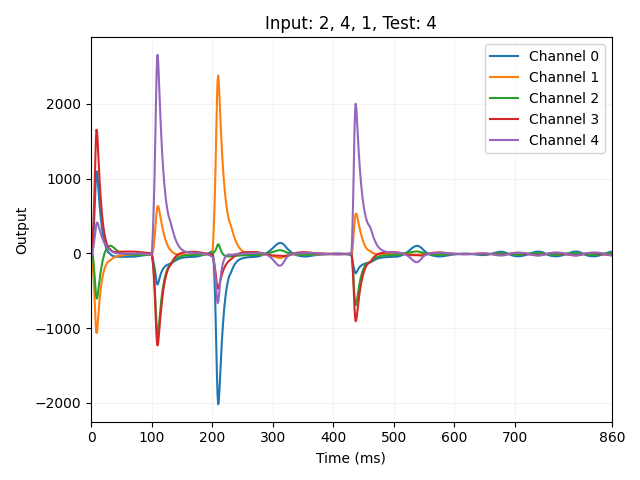 Input: 2, 4, 1, Test: 4
Channel 0
Channel 1
Channel 2
Channel 3
Channel 4
Output
2000
1000
0
−1000
−2000
0 100 200 300 400 500 600 700 860
Time (ms)